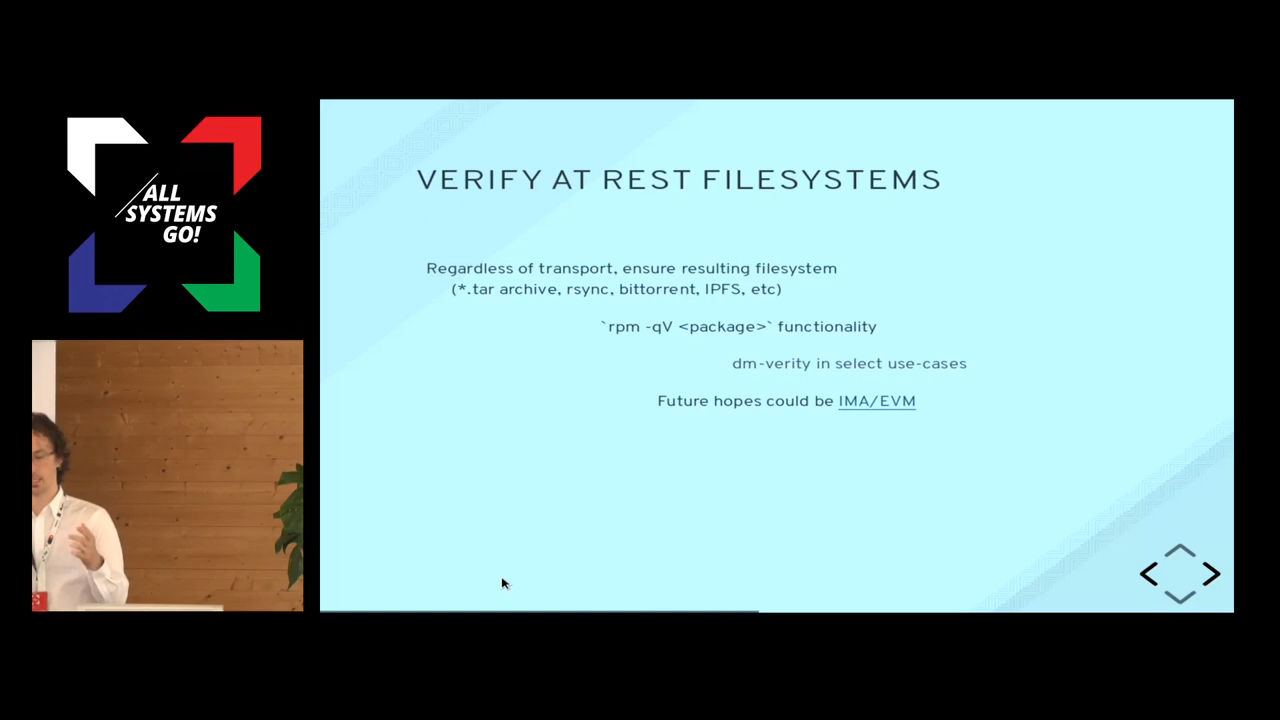 ALL
SYSTEMS
GO!
VERIFY AT REST FILESYSTEMS
Regardless of transport, ensure resulting filesystem
(*.tar archive, rsync, bittorrent, IPFS, etc)
`rpm -qV <package>` functionality
dm-verity in select use-cases
Future hopes could be IMA/EVM